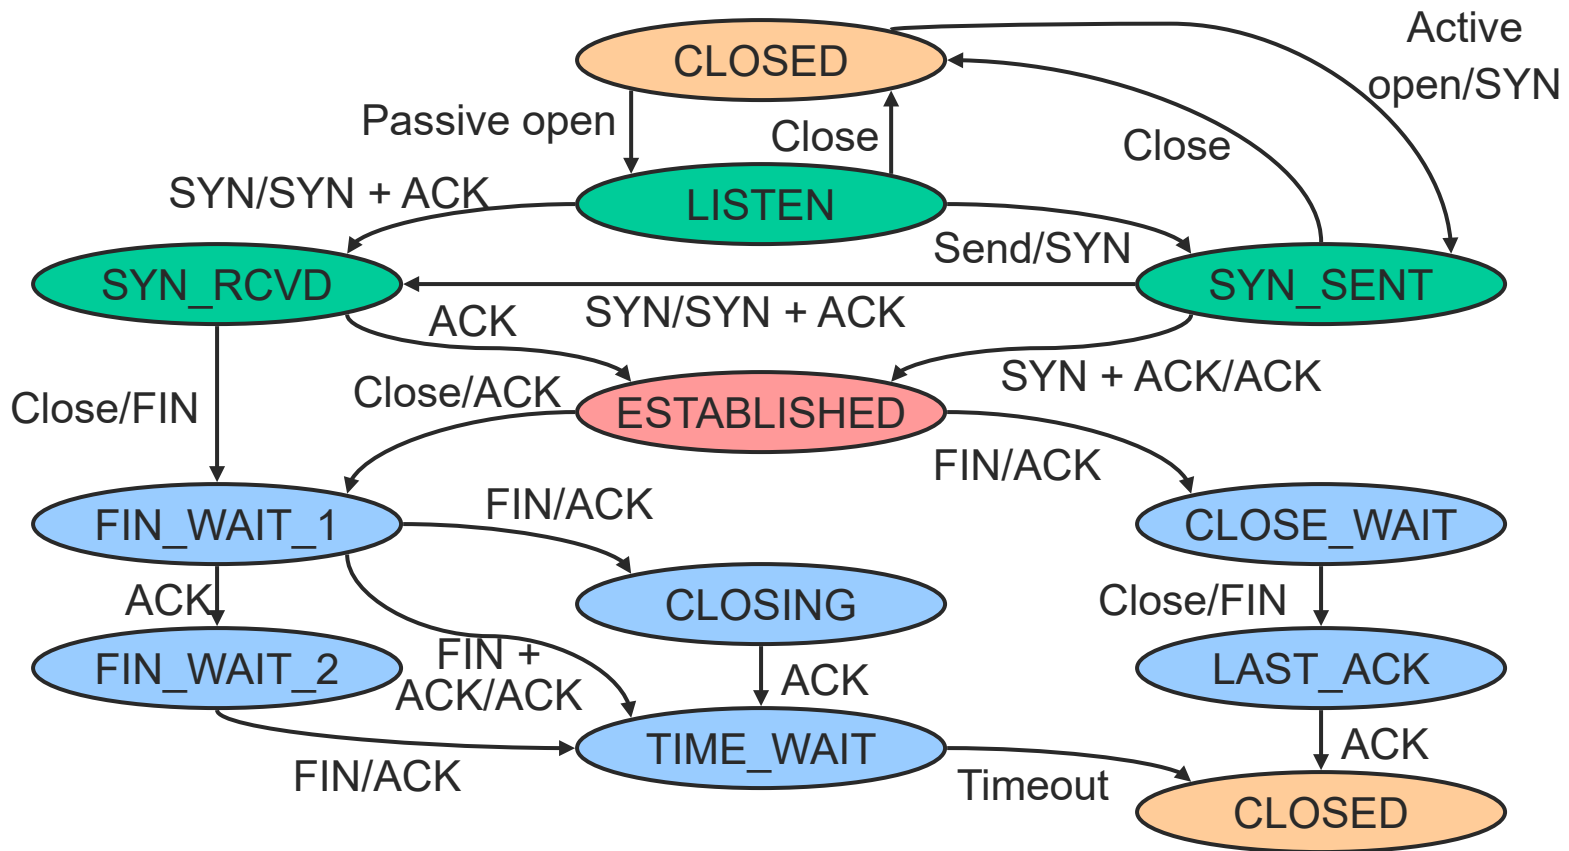 CLOSED
Active
open/SYN
Passive open
Close
Close
SYN/SYN + ACK
LISTEN
Send/SYN
SYN_RCVD
SYN_SENT
SYN/SYN + ACK
ACK
SYN + ACK/ACK
Close/ACK
Close/FIN
ESTABLISHED
FIN/ACK
FIN/ACK
FIN_WAIT_1
CLOSE_WAIT
ACK
CLOSING
Close/FIN
FIN_WAIT_2
FIN +
ACK/ACK
ACK
LAST_ACK
FIN/ACK
TIME_WAIT
Timeout
ACK
CLOSED